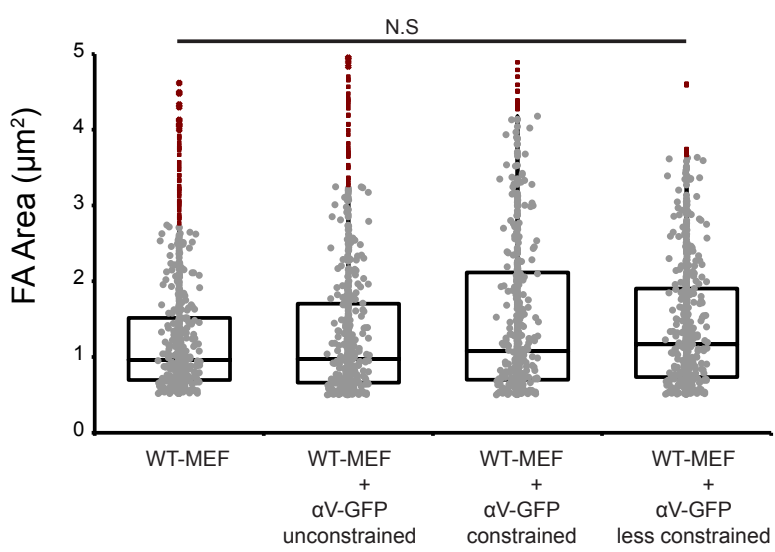 N.S
5
4
3
2
1
0
FA Area (μm²)
WT-MEF
WT-MEF
+
αV-GFP
unconstrained
WT-MEF
+
αV-GFP
constrained
WT-MEF
+
αV-GFP
less constrained